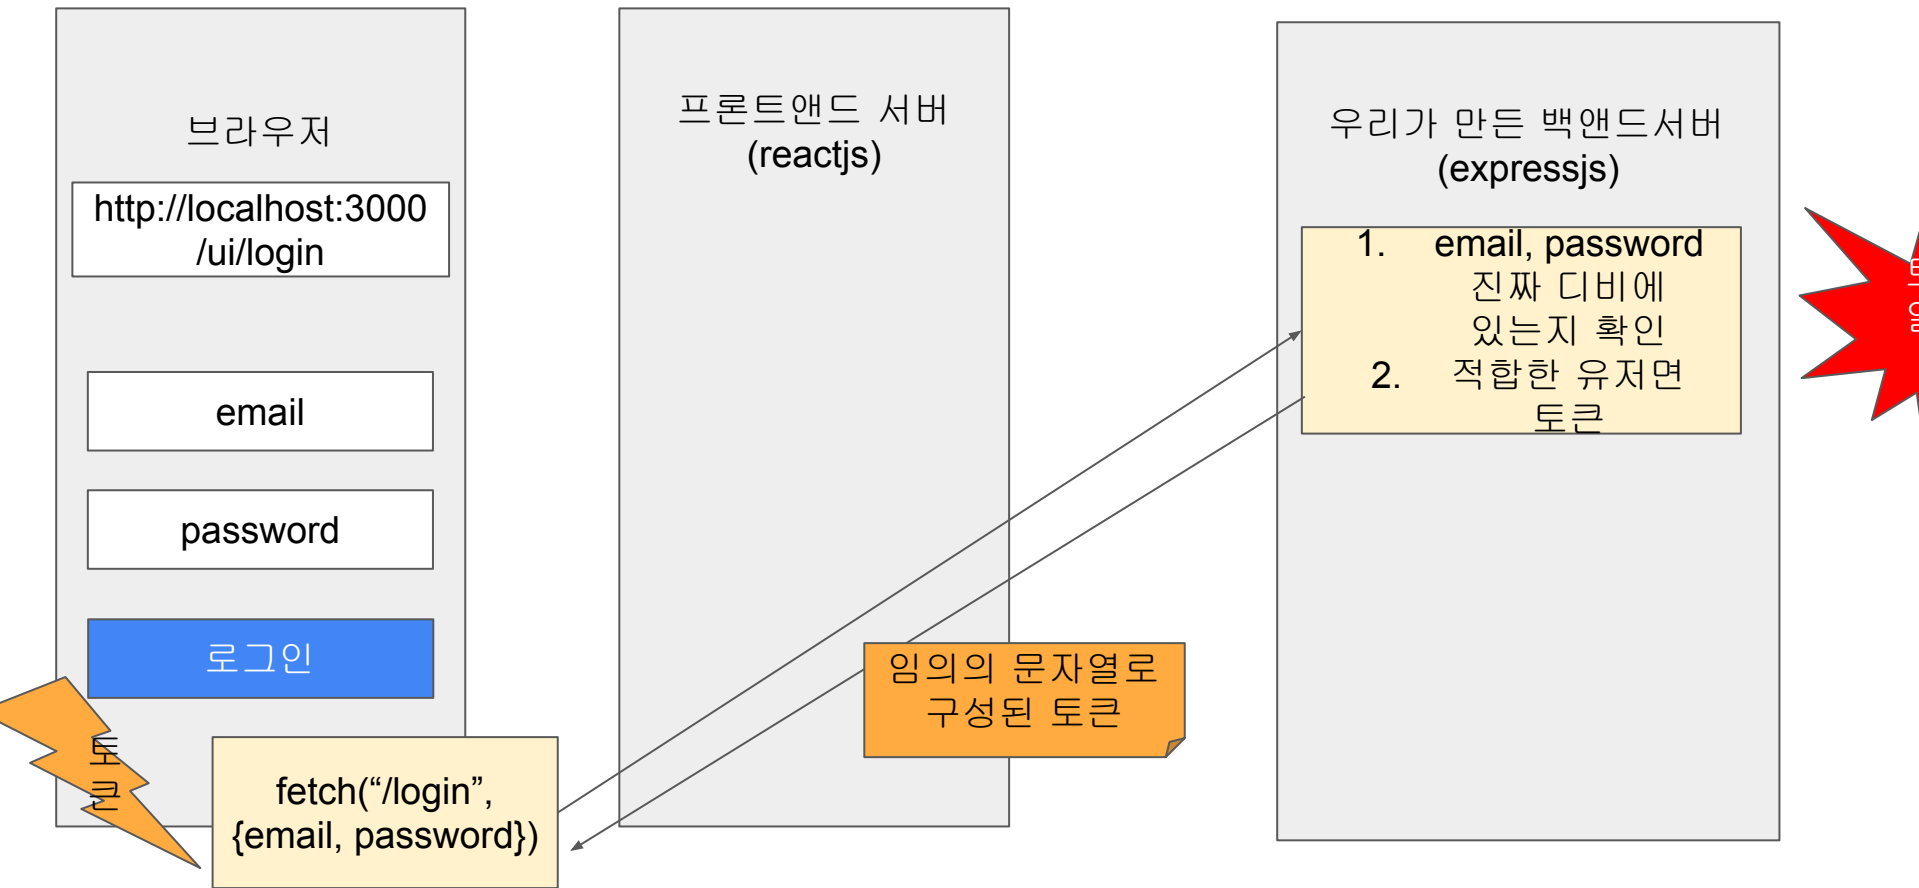 브라우저
http://localhost:3000
/ui/login
email
password
로그인
토
큰
fetch(“/login”,
{email, password})
프론트앤드 서버
(reactjs)
임의의 문자열로
구성된 토큰
우리가 만든 백앤드서버
(expressjs)
1. email, password
진짜 디비에
있는지 확인
2. 적합한 유저면
토큰